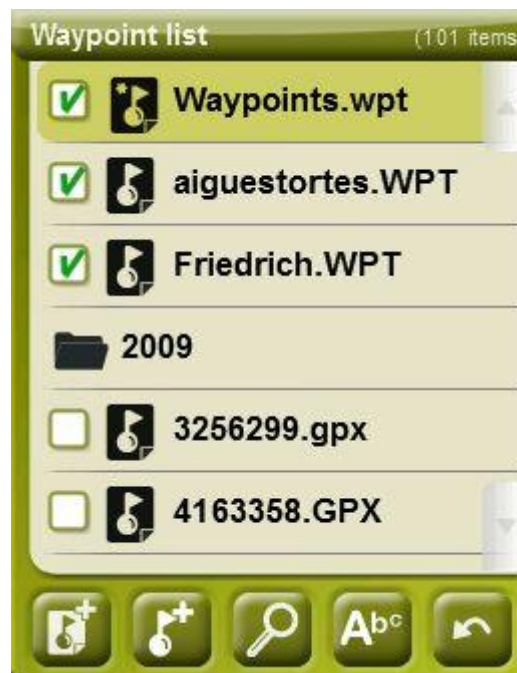 Waypoint list (101 items
Waypoints.wpt
aiguestortes.WPT
Friedrich.WPT
2009
3256299.gpx
4163358.GPX
Abc